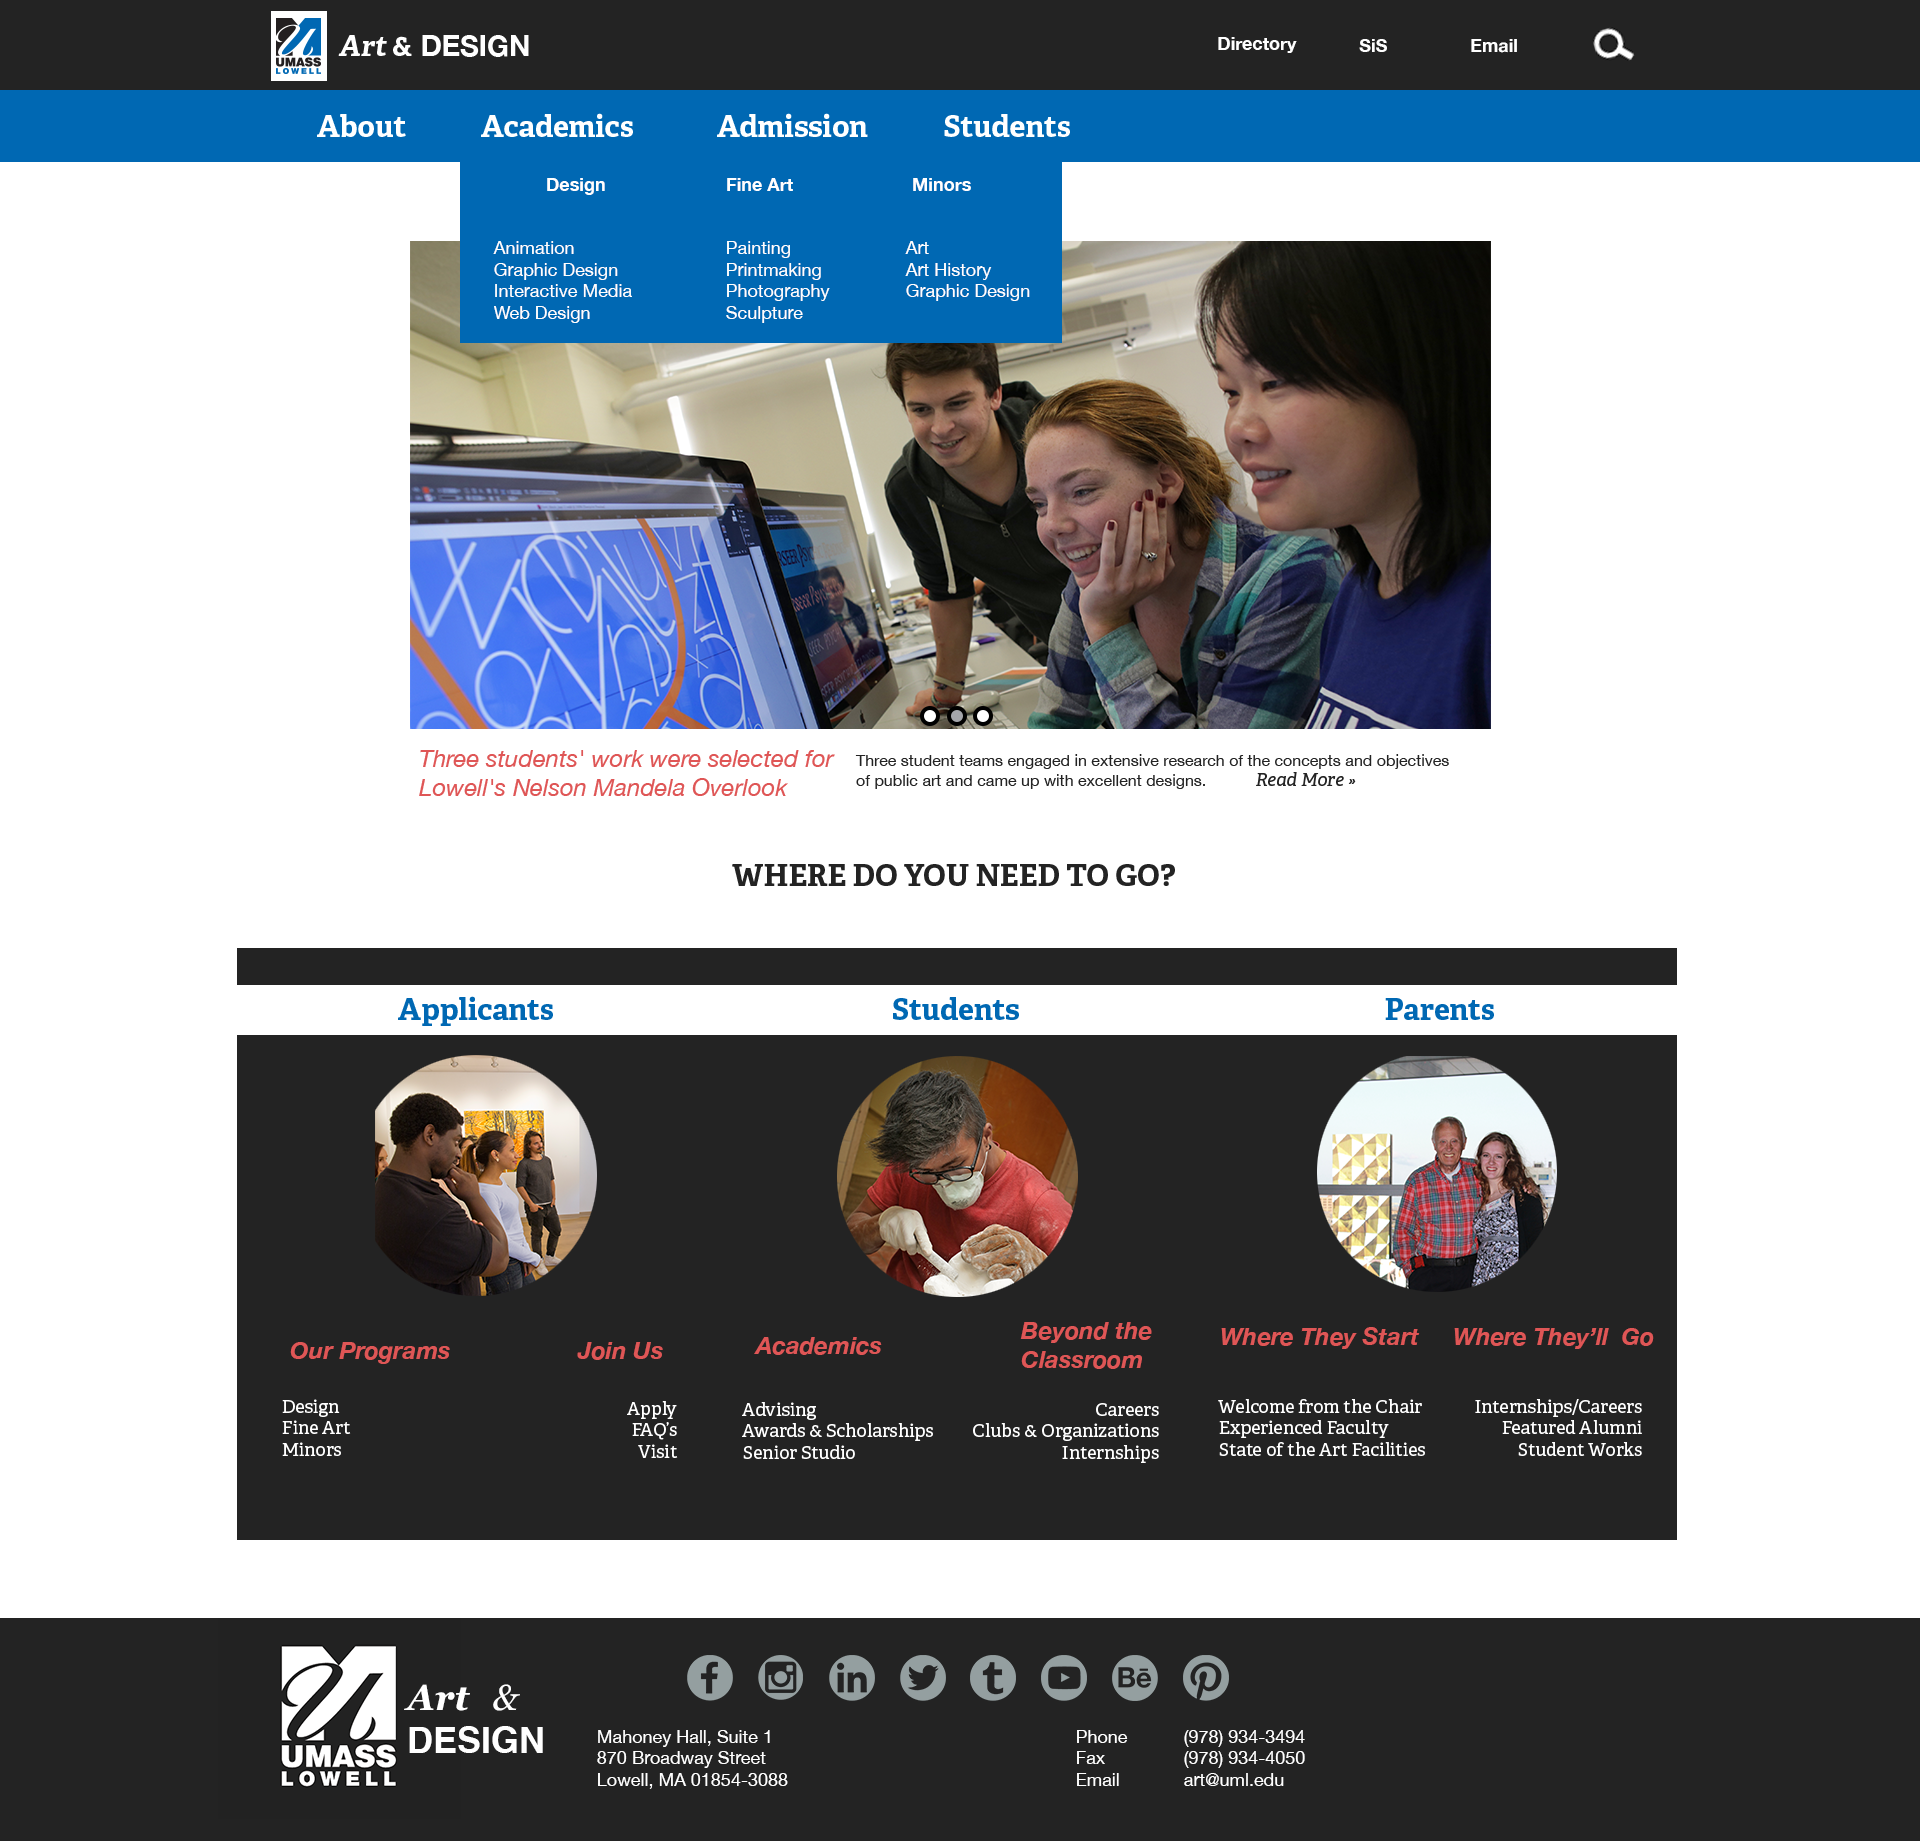 UMASS
LOWELL
Art & DESIGN
Directory
SiS
Email
About
Academics
Admission
Students
Design
Fine Art
Minors
Animation
Graphic Design
Interactive Media
Web Design
Painting
Printmaking
Photography
Sculpture
Art
Art History
Graphic Design
Three students' work were selected for
Lowell's Nelson Mandela Overlook
Three student teams engaged in extensive research of the concepts and objectives
of public art and came up with excellent designs.
Read More »
WHERE DO YOU NEED TO GO?
Applicants
Students
Parents
Our Programs
Design
Fine Art
Minors
Join Us
Apply
FAQ's
Visit
Academics
Advising
Awards & Scholarships
Senior Studio
Beyond the
Classroom
Careers
Clubs & Organizations
Internships
Where They Start
Welcome from the Chair
Experienced Faculty
State of the Art Facilities
Where They’ll  Go
Internships/Careers
Featured Alumni
Student Works
UMASS
LOWELL
Art &
DESIGN
Mahoney Hall, Suite 1
870 Broadway Street
Lowell, MA 01854-3088
Phone (978) 934-3494
Fax (978) 934-4050
Email art@uml.edu